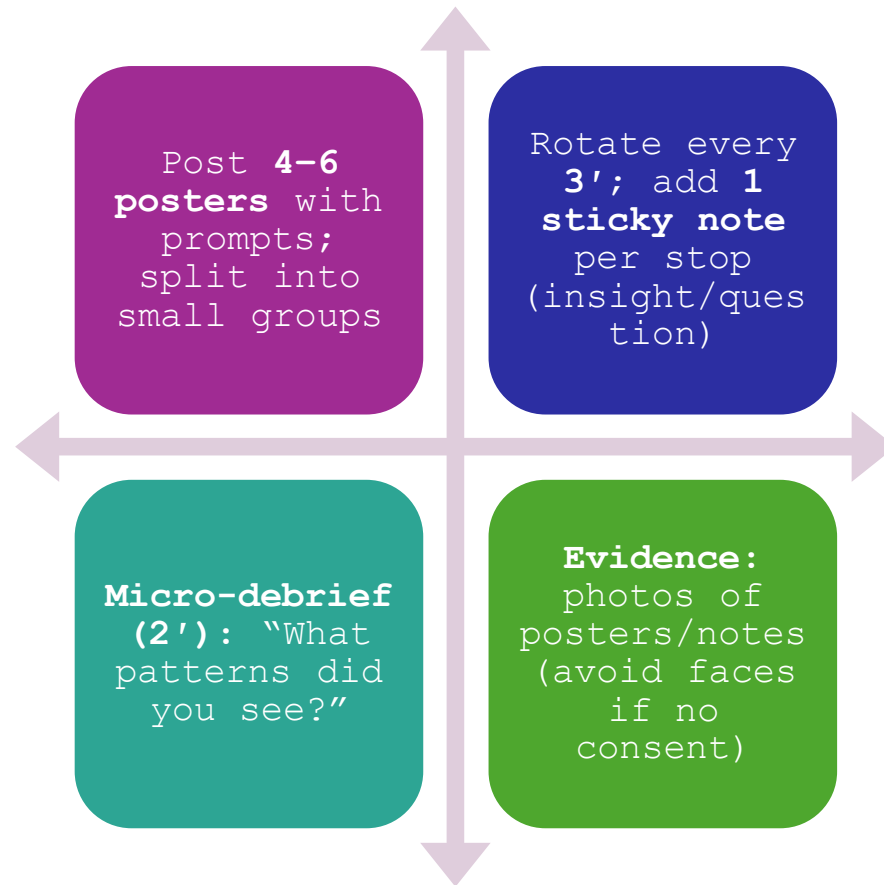 Post 4–6
posters with
prompts;
split into
small groups
Rotate every
3′; add 1
sticky note
per stop
(insight/ques
tion)
Micro-debrief
(2′): “What
patterns did
you see?”
Evidence:
photos of
posters/notes
(avoid faces
if no
consent)